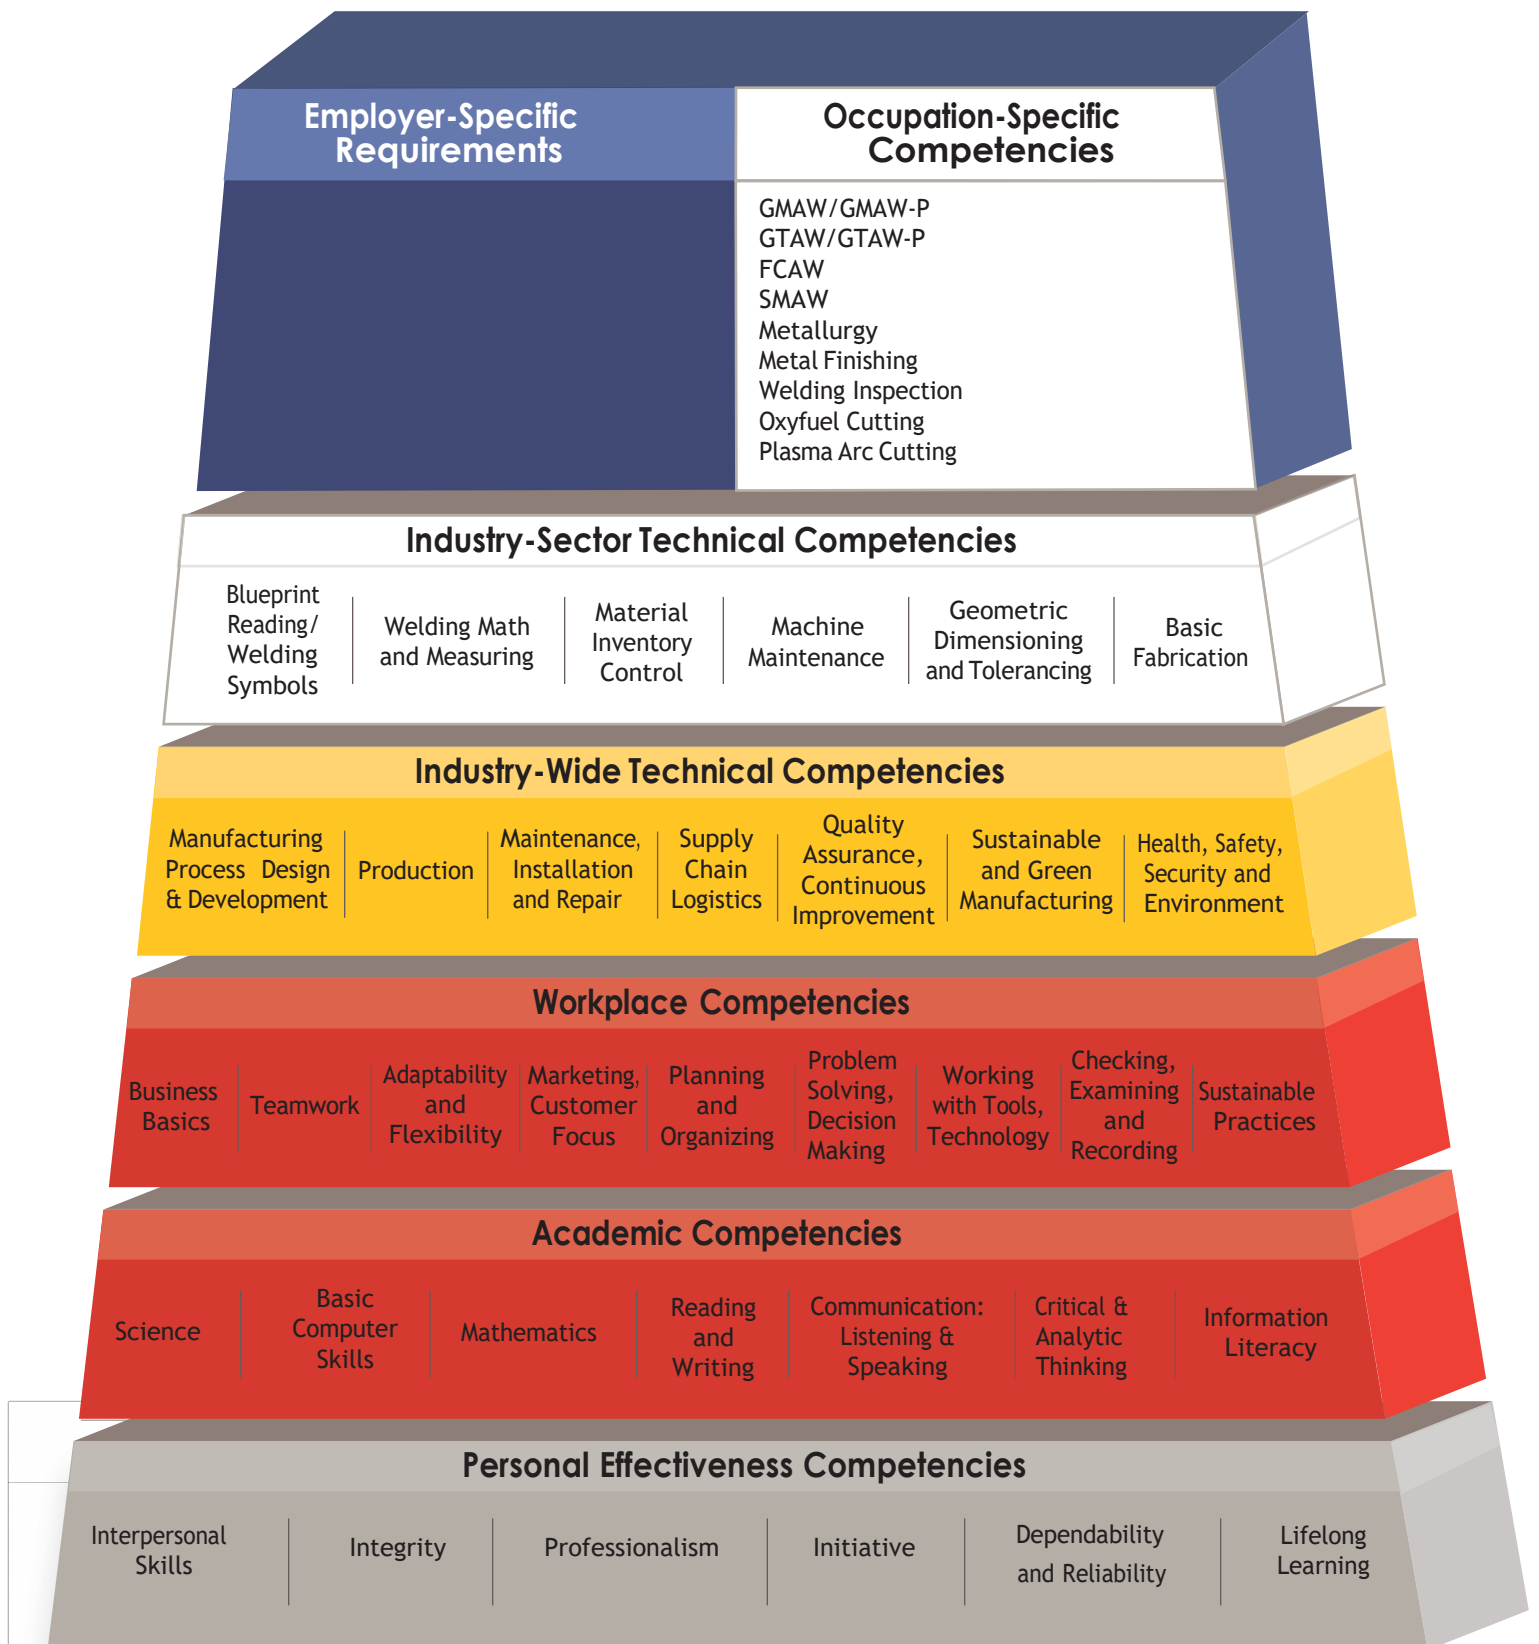 Employer-Specific
Requirements
Occupation-Specific
Competencies
GMAW/GMAW-P
GTAW/GTAW-P
FCAW
SMAW
Metallurgy
Metal Finishing
Welding Inspection
Oxyfuel Cutting
Plasma Arc Cutting
Industry-Sector Technical Competencies
Blueprint
Reading/
Welding
Symbols
Welding Math
and Measuring
Material
Inventory
Control
Machine
Maintenance
Geometric
Dimensioning
and Tolerancing
Basic
Fabrication
Industry-Wide Technical Competencies
Manufacturing
Process Design
& Development
Production
Maintenance,
Installation
and Repair
Supply
Chain
Logistics
Quality
Assurance,
Continuous
Improvement
Sustainable
and Green
Manufacturing
Health, Safety,
Security and
Environment
Workplace Competencies
Business
Basics
Teamwork
Adaptability
and
Flexibility
Marketing,
Customer
Focus
Planning
and
Organizing
Problem
Solving,
Decision
Making
Working
with Tools,
Technology
Checking,
Examining
and
Recording
Sustainable
Practices
Academic Competencies
Science
Basic
Computer
Skills
Mathematics
Reading
and
Writing
Communication:
Listening &
Speaking
Critical &
Analytic
Thinking
Information
Literacy
Personal Effectiveness Competencies
Interpersonal
Skills
Integrity
Professionalism
Initiative
Dependability
and Reliability
Lifelong
Learning